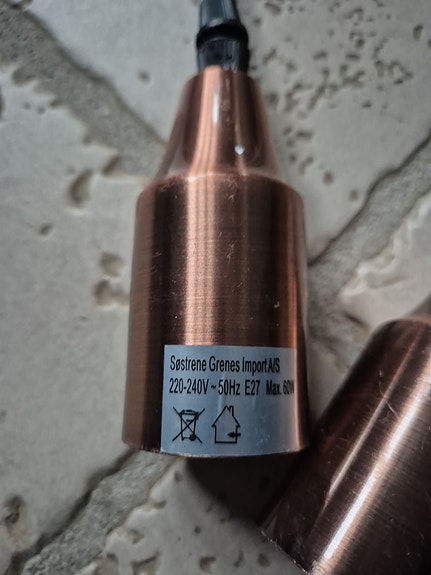 Søstrene Grenes Import A/S
220-240V ~ 50Hz E27 Max. 60W